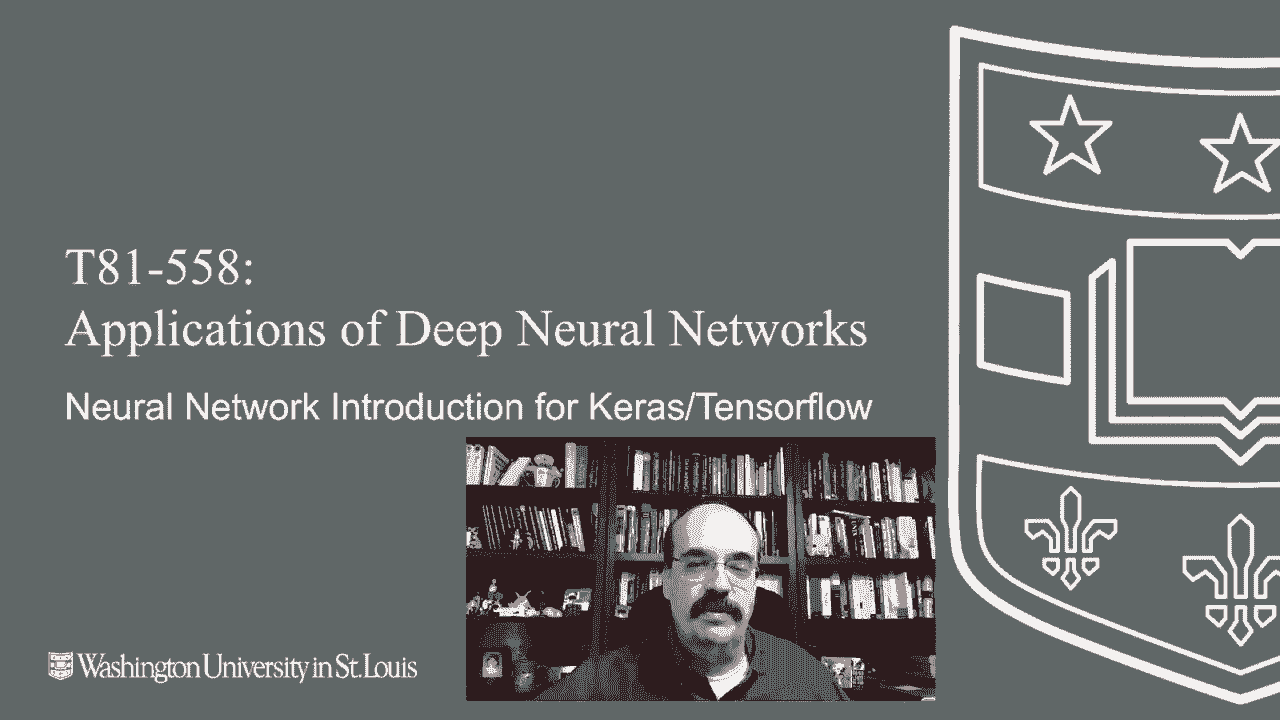 T81-558:
Applications of Deep Neural Networks
Neural Network Introduction for Keras/Tensorflow
Washington University in St. Louis